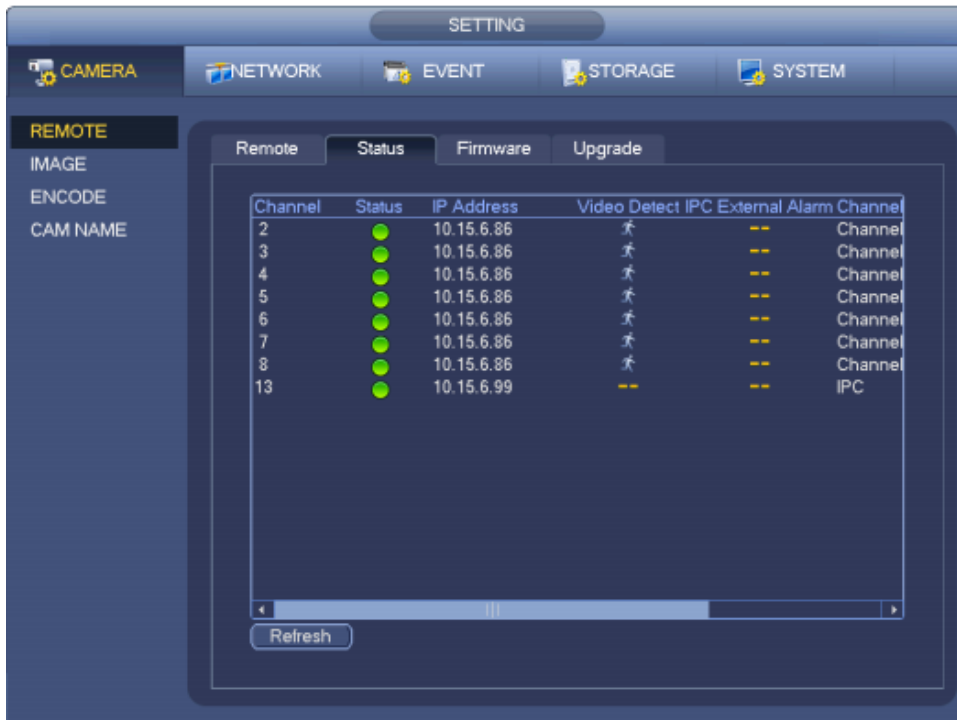 SETTING
CAMERA NETWORK EVENT STORAGE SYSTEM
REMOTE
IMAGE
ENCODE
CAM NAME
Remote Status Firmware Upgrade
Channel Status IP Address Video Detect IPC External Alarm Channel
2 10.15.6.86 -- Channel
3 10.15.6.86 -- Channel
4 10.15.6.86 -- Channel
5 10.15.6.86 -- Channel
6 10.15.6.86 -- Channel
7 10.15.6.86 -- Channel
8 10.15.6.86 -- Channel
13 10.15.6.99 -- -- IPC
Refresh